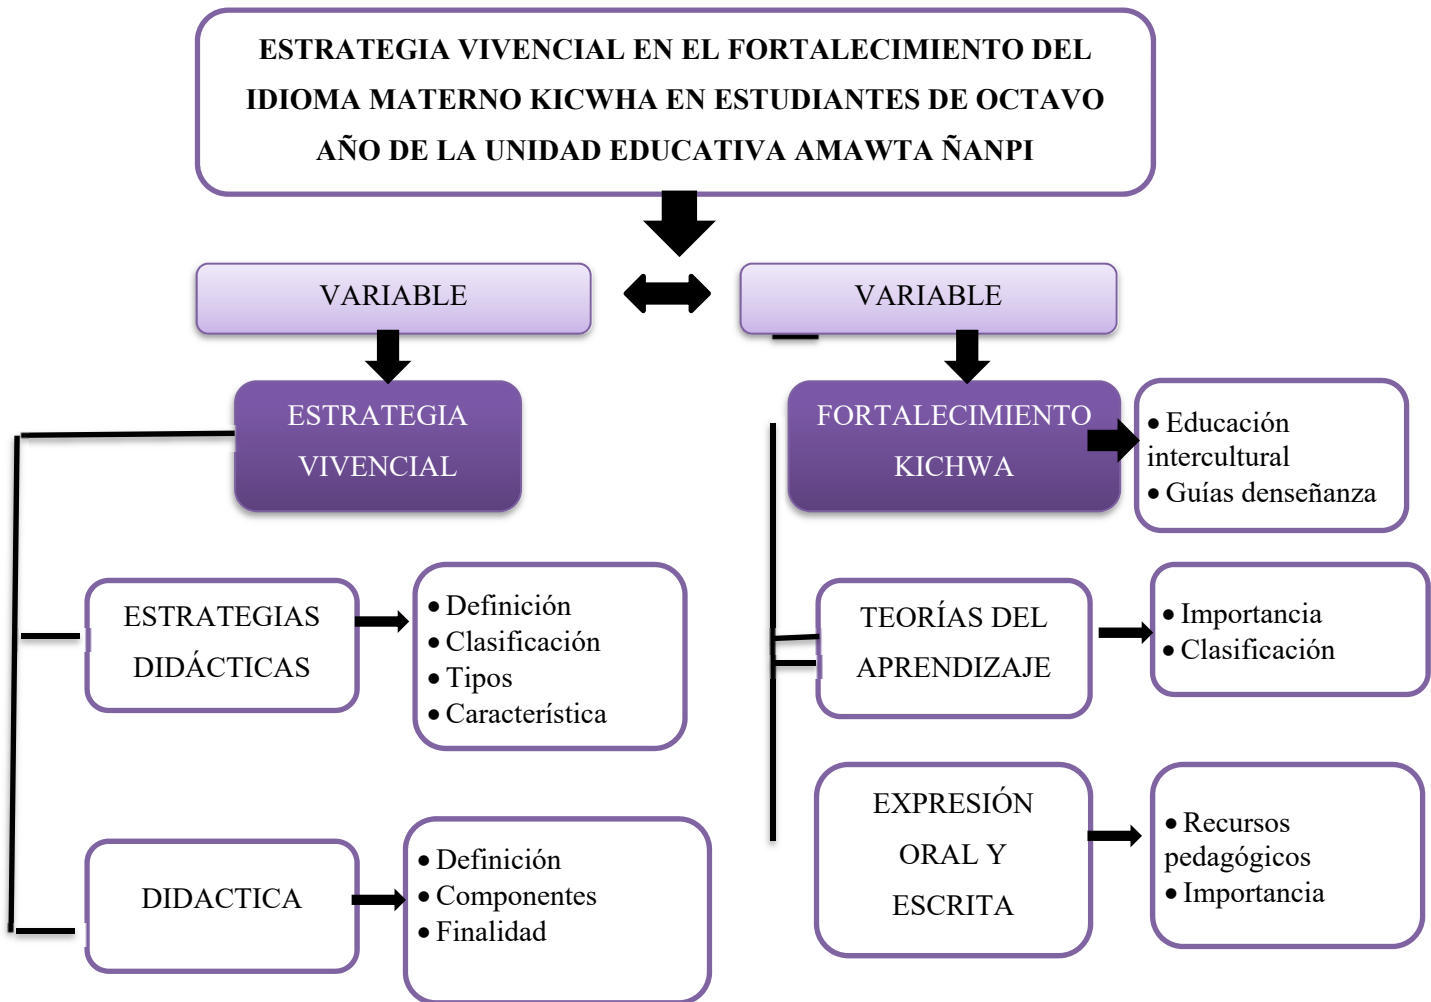 ESTRATEGIA VIVENCIAL EN EL FORTALECIMIENTO DEL
IDIOMA MATERNO KICWHA EN ESTUDIANTES DE OCTAVO
AÑO DE LA UNIDAD EDUCATIVA AMAWTA ÑANPI
VARIABLE
VARIABLE
ESTRATEGIA
VIVENCIAL
FORTALECIMIENTO
KICHWA
• Educación
intercultural
• Guías denseñanza
ESTRATEGIAS
DIDÁCTICAS
• Definición
• Clasificación
• Tipos
• Característica
TEORÍAS DEL
APRENDIZAJE
• Importancia
• Clasificación
DIDACTICA
• Definición
• Componentes
• Finalidad
EXPRESIÓN
ORAL Y
ESCRITA
• Recursos
pedagógicos
• Importancia